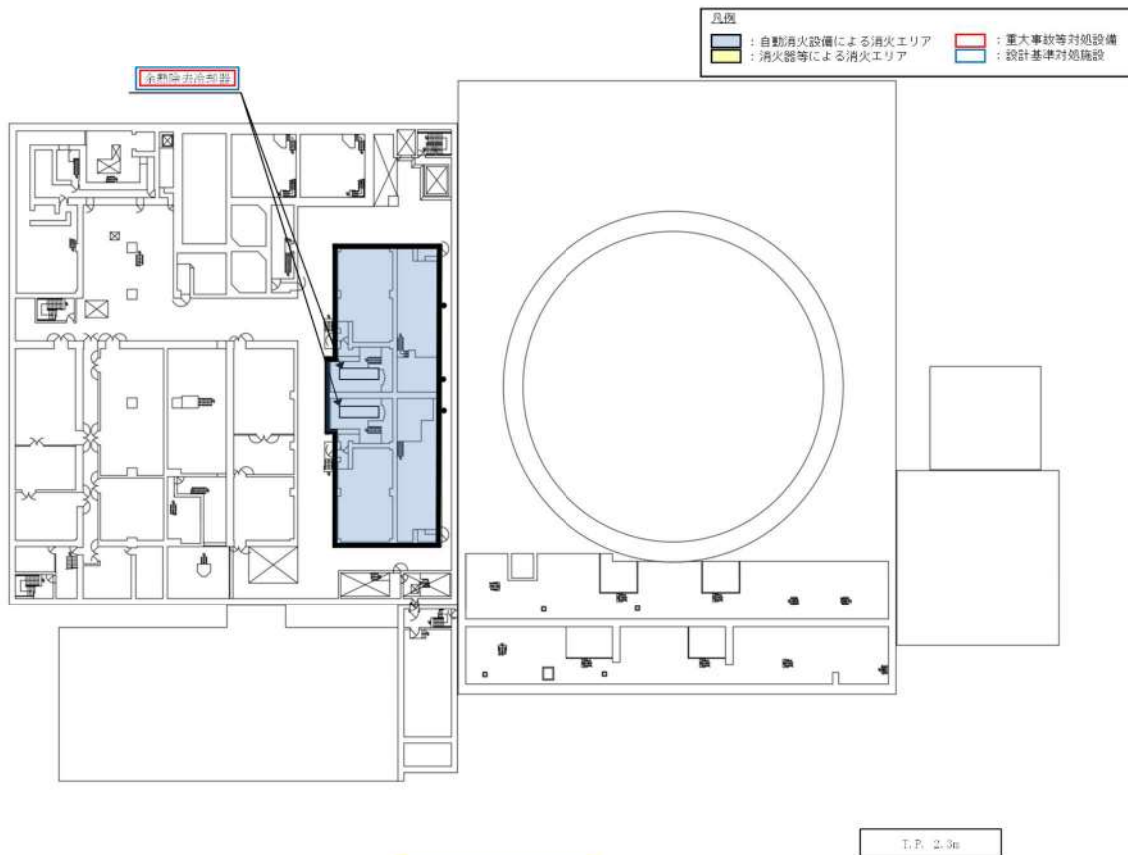 凡例
：自動消火設備による消火エリア
：重大事故等対処設備
：消火器等による消火エリア
：設計基準対処施設
余熱除去冷却器
T.P. 2.3m